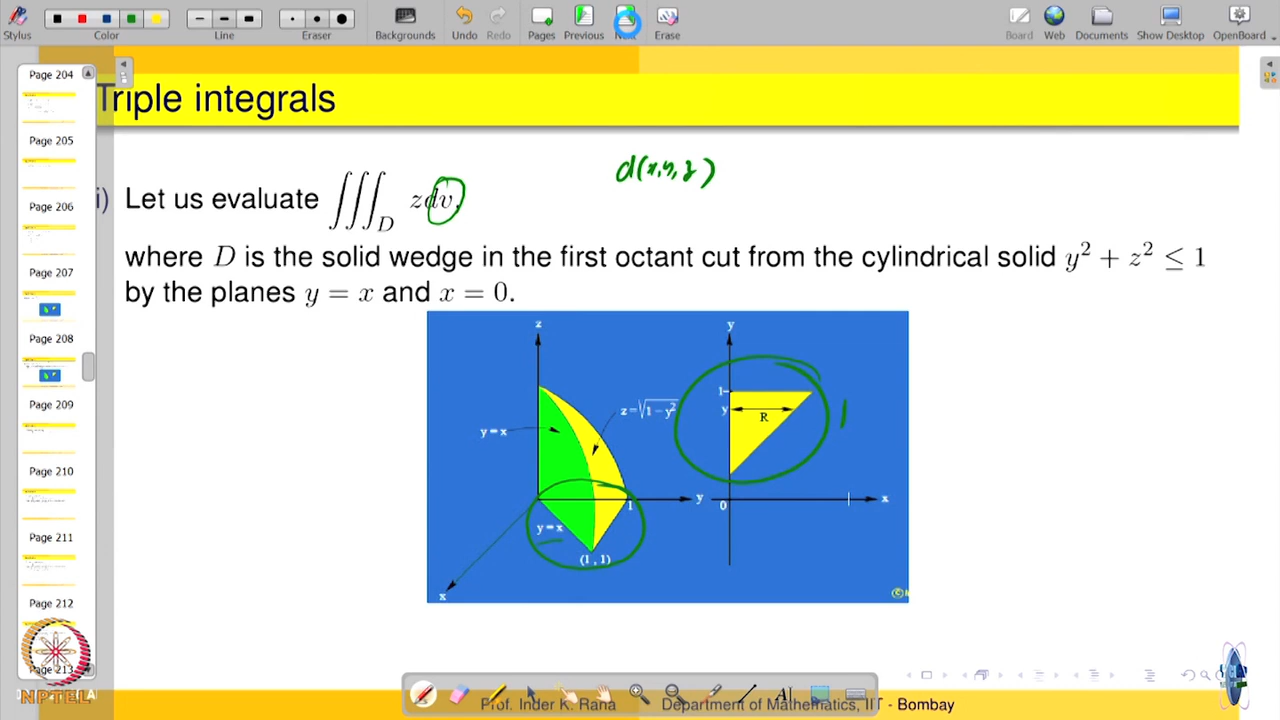 Stylus
Color
Line
Eraser
Backgrounds
Undo
Redo
Pages
Previous
Next
Erase
Board
Web
Documents
Show Desktop
OpenBoard
Page 204
Page 205
Page 206
Page 207
Page 208
Page 209
Page 210
Page 211
Page 212
Page 213
Triple integrals
d(x,y,z)
i) Let us evaluate ∭_D zdv,
where D is the solid wedge in the first octant cut from the cylindrical solid y² + z² ≤ 1
by the planes y = x and x = 0.
z
z=√1−y²
y=x
y
1
y=x
(1 , 1)
x
y
1
y
R
0
x
1
NPTEL
Prof. Inder K. Rana
Department of Mathematics, IIT - Bombay